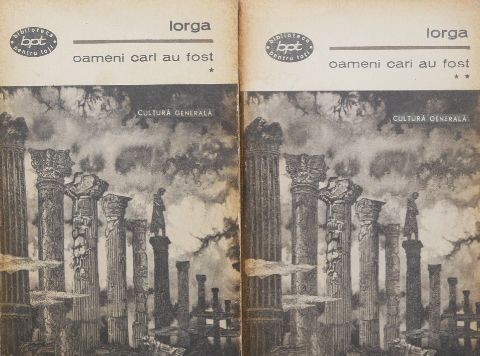 biblioteca
bpt
pentru toți
Iorga
oameni cari au fost
*
CULTURĂ GENERALĂ
biblioteca
bpt
pentru toți
Iorga
oameni cari au fost
**
CULTURĂ GENERALĂ